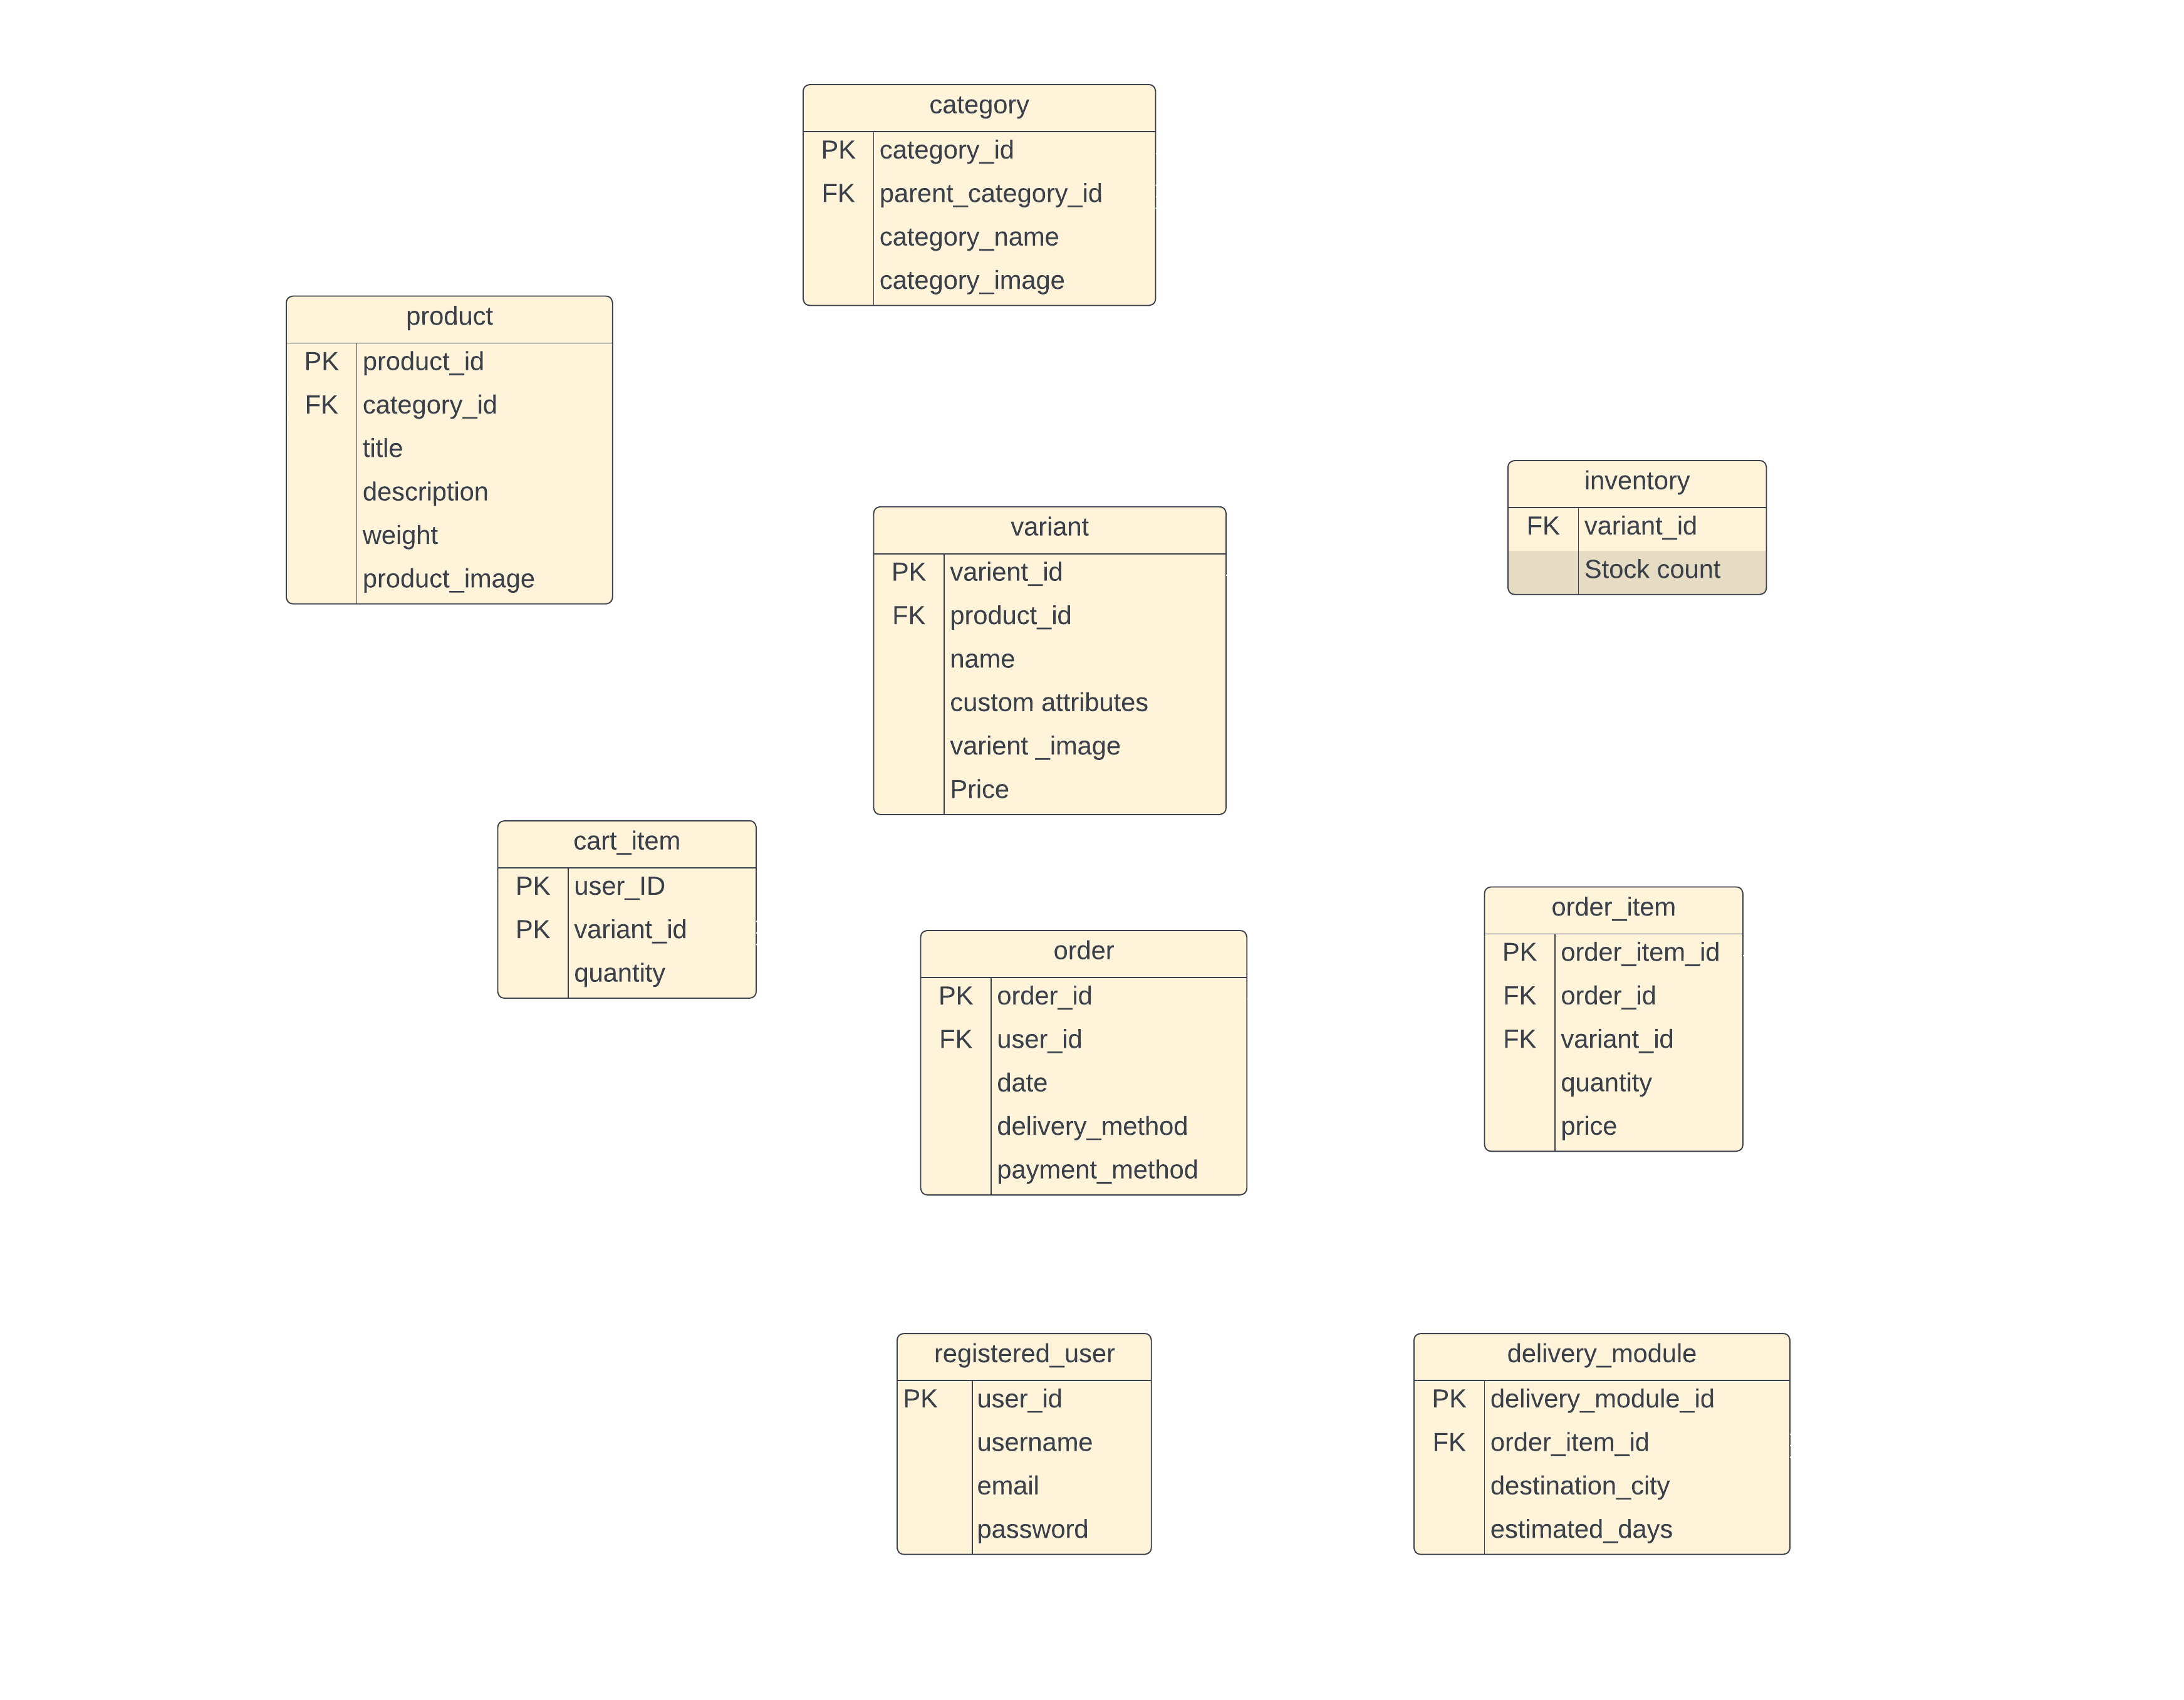 category
PK category_id
FK parent_category_id
category_name
category_image
product
PK product_id
FK category_id
title
description
weight
product_image
inventory
FK variant_id
Stock count
variant
PK varient_id
FK product_id
name
custom attributes
varient _image
Price
cart_item
PK user_ID
PK variant_id
quantity
order_item
PK order_item_id
FK order_id
FK variant_id
quantity
price
order
PK order_id
FK user_id
date
delivery_method
payment_method
registered_user
PK user_id
username
email
password
delivery_module
PK delivery_module_id
FK order_item_id
destination_city
estimated_days